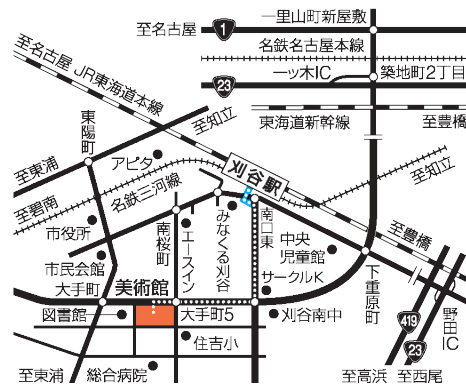 一里山町新屋敷
至名古屋
1
名鉄名古屋本線
至名古屋
JR東海道本線
一ッ木IC
築地町2丁目
23
東海道新幹線
至豊橋
至知立
東陽町
至東浦
アピタ
刈谷駅
至知立
至碧南
名鉄三河線
みなくる刈谷
南口東
至豊橋
市役所
南桜町
エースイン
中央
児童館
市民会館
大手町
美術館
サークルK
下重原町
図書館
大手町5
刈谷南中
419
野田IC
23
住吉小
至東浦
総合病院
至高浜
至西尾